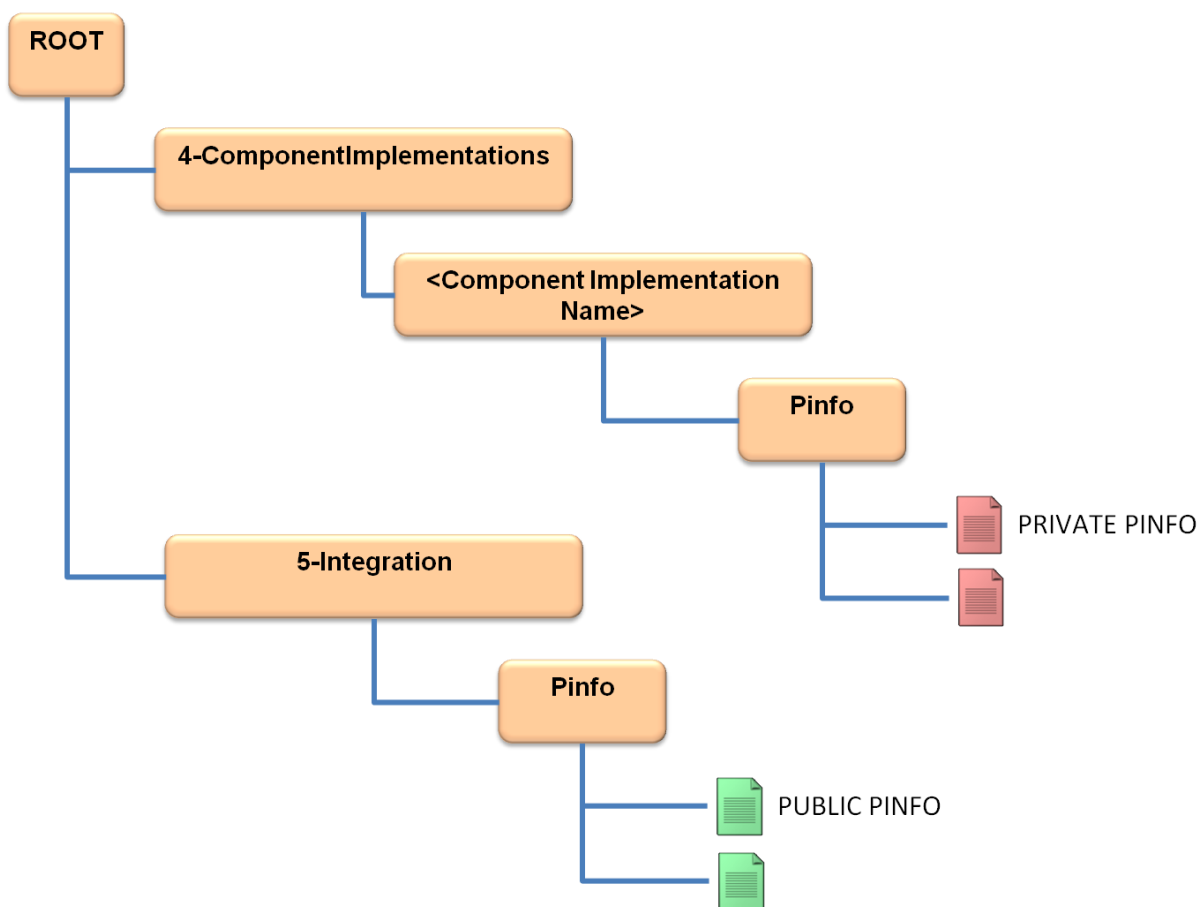 ROOT
4-ComponentImplementations
<Component Implementation
Name>
Pinfo
PRIVATE PINFO
5-Integration
Pinfo
PUBLIC PINFO